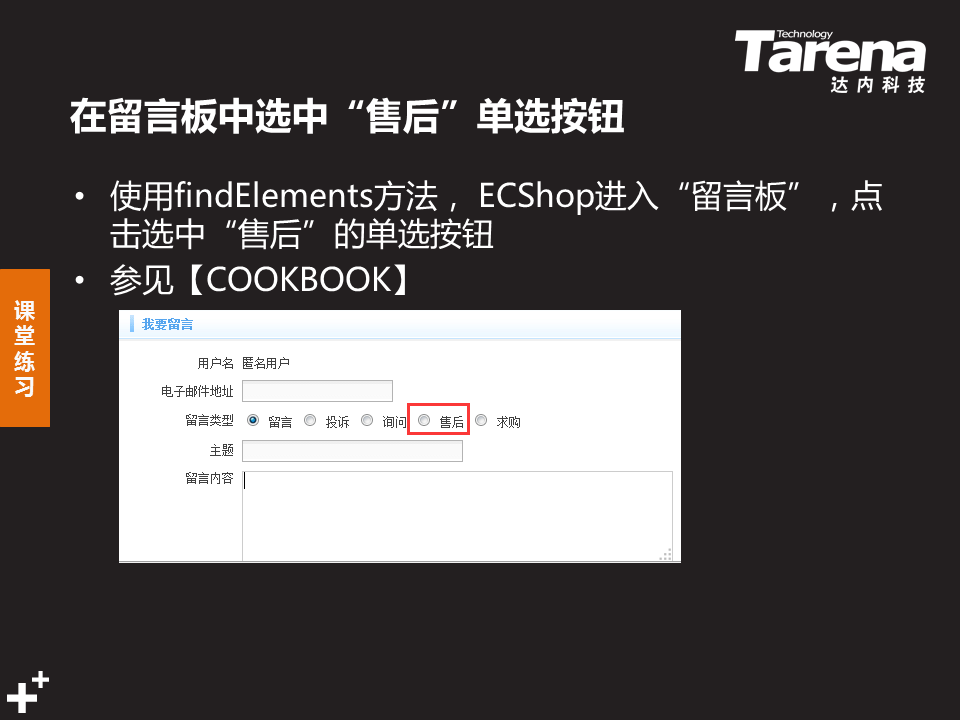 Technology
Tarena
达内科技
在留言板中选中“售后”单选按钮
• 使用findElements方法，ECShop进入“留言板”，点
击选中“售后”的单选按钮
• 参见【COOKBOOK】
课堂练习
我要留言
用户名 匿名用户
电子邮件地址
留言类型 留言 投诉 询问 售后 求购
主题
留言内容